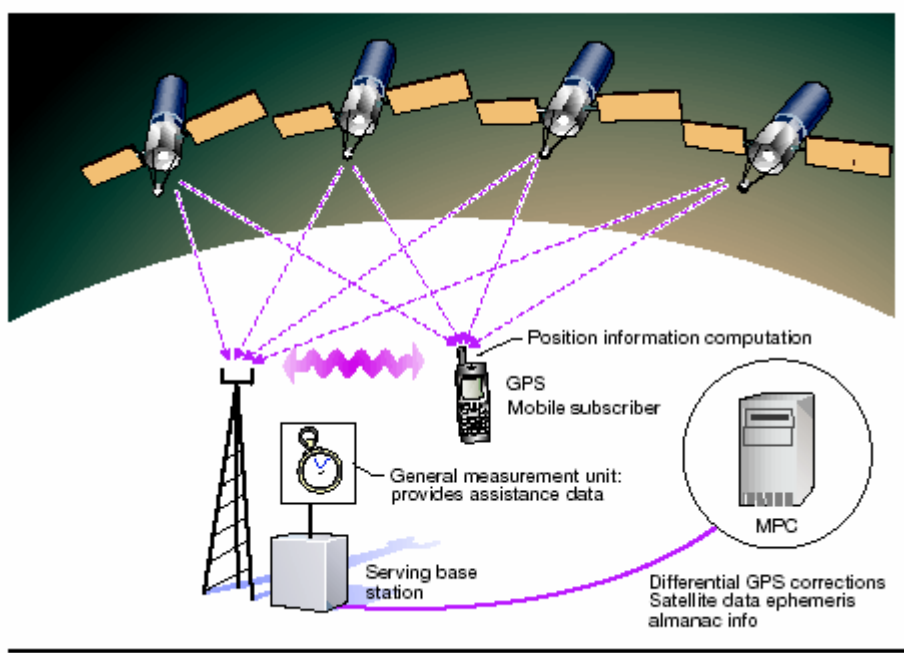 Position information computation
GPS
Mobile subscriber
General measurement unit:
provides assistance data
MPC
Serving base
station
Differential GPS corrections
Satellite data ephemeris
almanac info